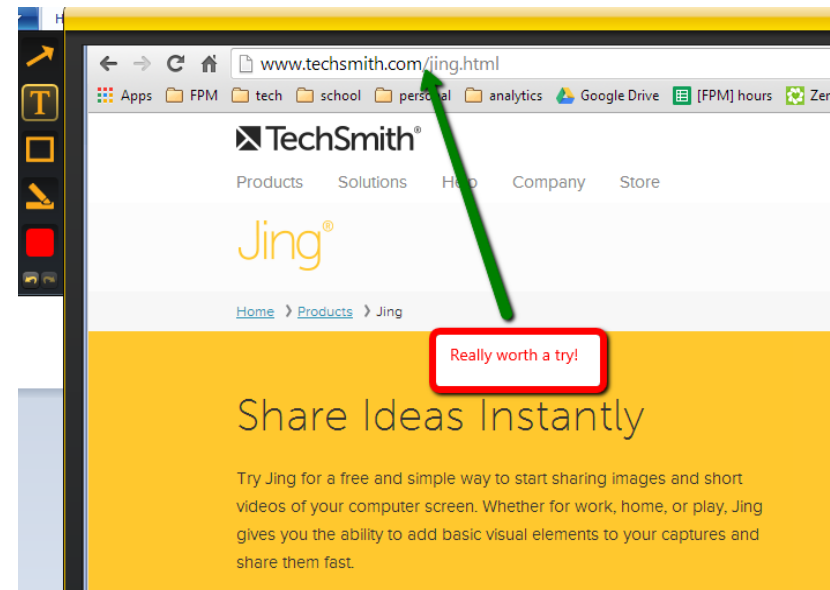 H
T
www.techsmith.com/jing.html
Apps FPM tech school personal analytics Google Drive [FPM] hours Zer
TechSmith®
Products Solutions Help Company Store
Jing®
Home > Products > Jing
Really worth a try!
Share Ideas Instantly
Try Jing for a free and simple way to start sharing images and short
videos of your computer screen. Whether for work, home, or play, Jing
gives you the ability to add basic visual elements to your captures and
share them fast.